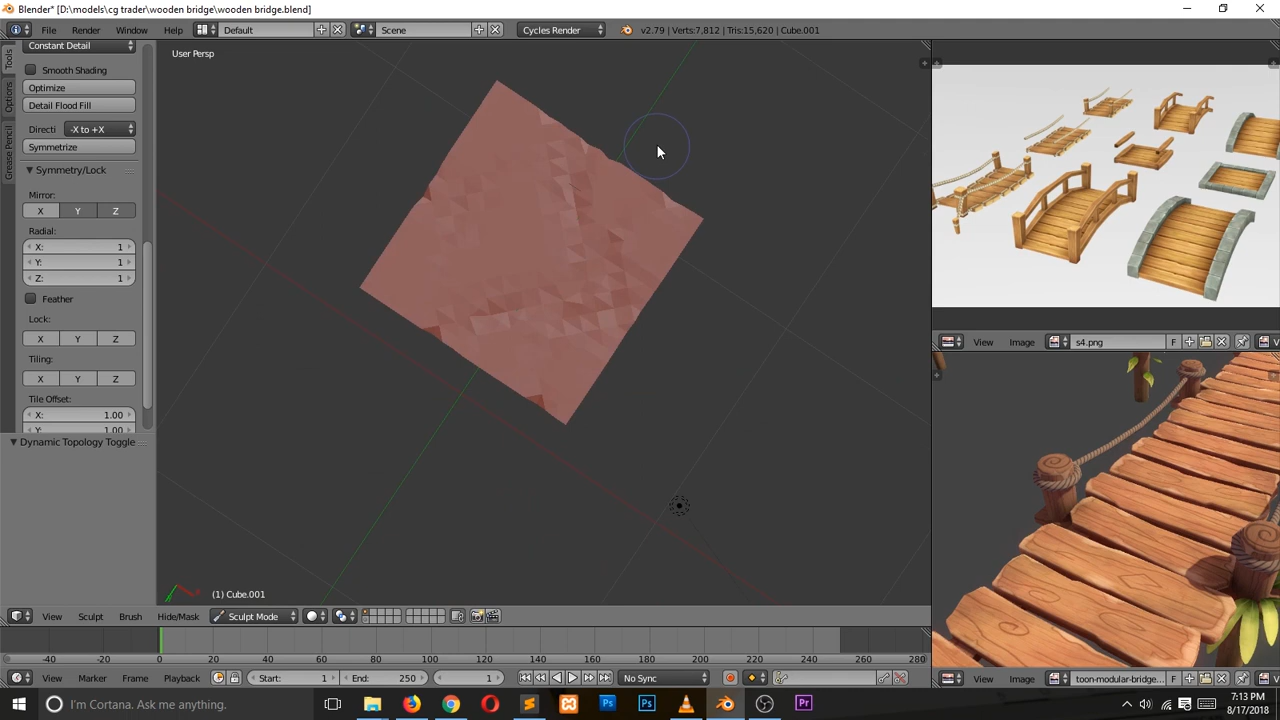 Blender* [D:\models\cg trader\wooden bridge\wooden bridge.blend]
File Render Window Help Default Scene Cycles Render v2.79 | Verts:7,812 | Tris:15,620 | Cube.001
Tools
Options
Grease Pencil
Constant Detail
Smooth Shading
Optimize
Detail Flood Fill
Directi -X to +X
Symmetrize
Symmetry/Lock
Mirror:
X Y Z
Radial:
X: 1
Y: 1
Z: 1
Feather
Lock:
X Y Z
Tiling:
X Y Z
Tile Offset:
X: 1.00
Y: 1.00
Dynamic Topology Toggle
User Persp
(1) Cube.001
View Image s4.png F
View Sculpt Brush Hide/Mask Sculpt Mode
-40 -20 0 20 40 60 80 100 120 140 160 180 200 220 240 260 280
View Marker Frame Playback Start: 1 End: 250 1 No Sync
View Image toon-modular-bridge... F
I'm Cortana. Ask me anything.
7:13 PM
8/17/2018